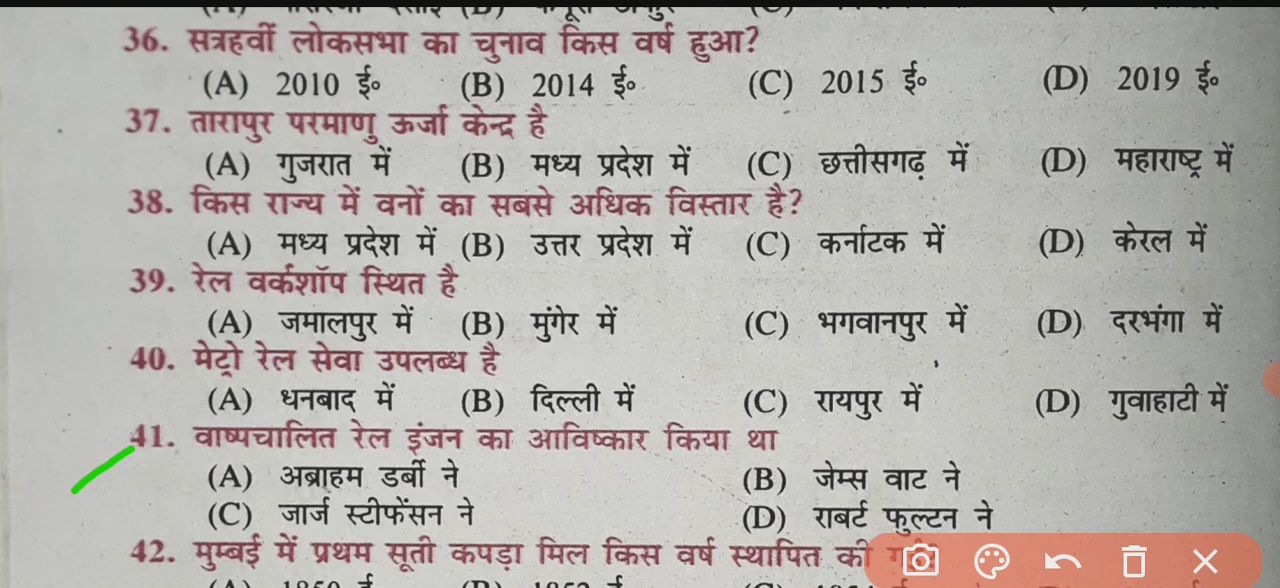 36. सत्रहवीं लोकसभा का चुनाव किस वर्ष हुआ?
(A) 2010 ई० (B) 2014 ई० (C) 2015 ई० (D) 2019 ई०
37. तारापुर परमाणु ऊर्जा केन्द्र है
(A) गुजरात में (B) मध्य प्रदेश में (C) छत्तीसगढ़ में (D) महाराष्ट्र में
38. किस राज्य में वनों का सबसे अधिक विस्तार है?
(A) मध्य प्रदेश में (B) उत्तर प्रदेश में (C) कर्नाटक में (D) केरल में
39. रेल वर्कशॉप स्थित है
(A) जमालपुर में (B) मुंगेर में (C) भगवानपुर में (D) दरभंगा में
40. मेट्रो रेल सेवा उपलब्ध है
(A) धनबाद में (B) दिल्ली में (C) रायपुर में (D) गुवाहाटी में
41. वाष्पचालित रेल इंजन का आविष्कार किया था
(A) अब्राहम डर्बी ने (B) जेम्स वाट ने
(C) जार्ज स्टीफेंसन ने (D) राबर्ट फुल्टन ने
42. मुम्बई में प्रथम सूती कपड़ा मिल किस वर्ष स्थापित की